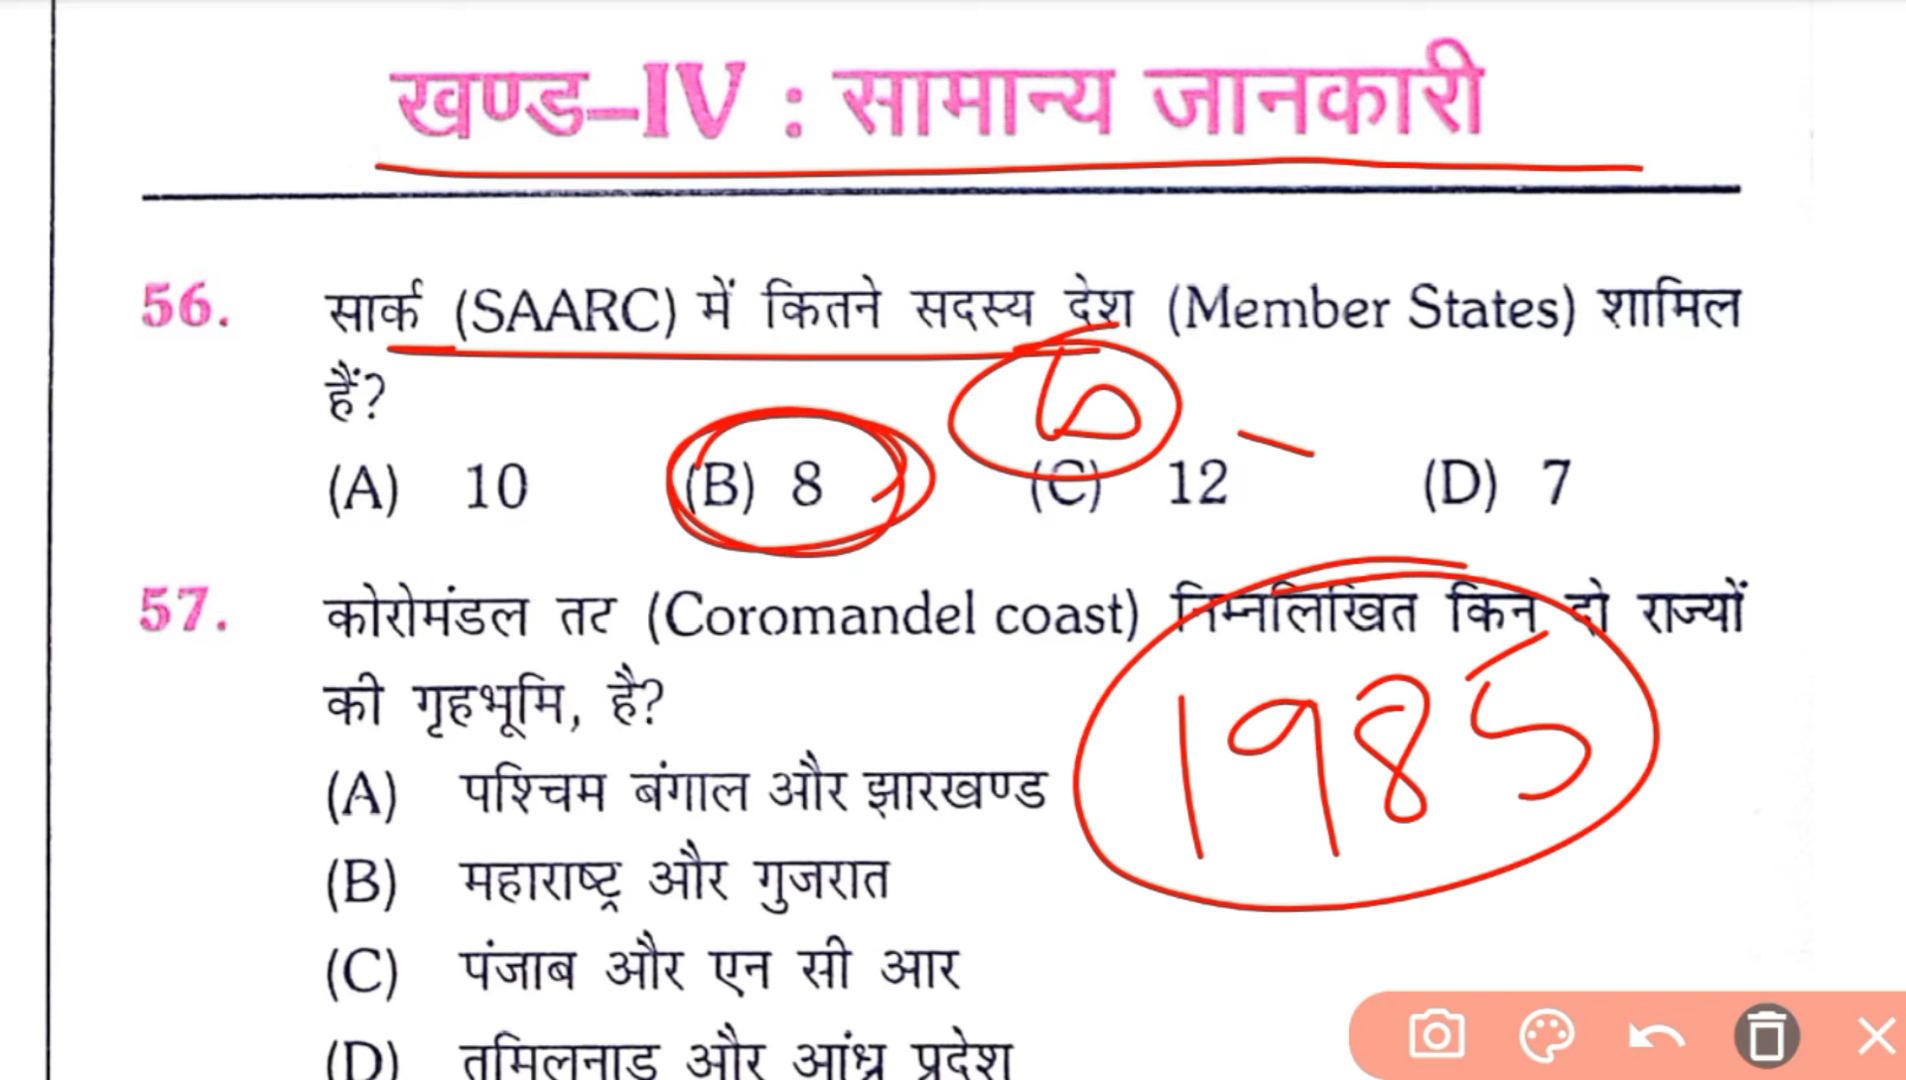 खण्ड–IV : सामान्य जानकारी
56. सार्क (SAARC) में कितने सदस्य देश (Member States) शामिल
हैं?
6
(A) 10 (B) 8 (C) 12 (D) 7
57. कोरोमंडल तट (Coromandel coast) निम्नलिखित किन दो राज्यों
की गृहभूमि, है?
1985
(A) पश्चिम बंगाल और झारखण्ड
(B) महाराष्ट्र और गुजरात
(C) पंजाब और एन सी आर
(D) तमिलनाडु और आंध्र प्रदेश